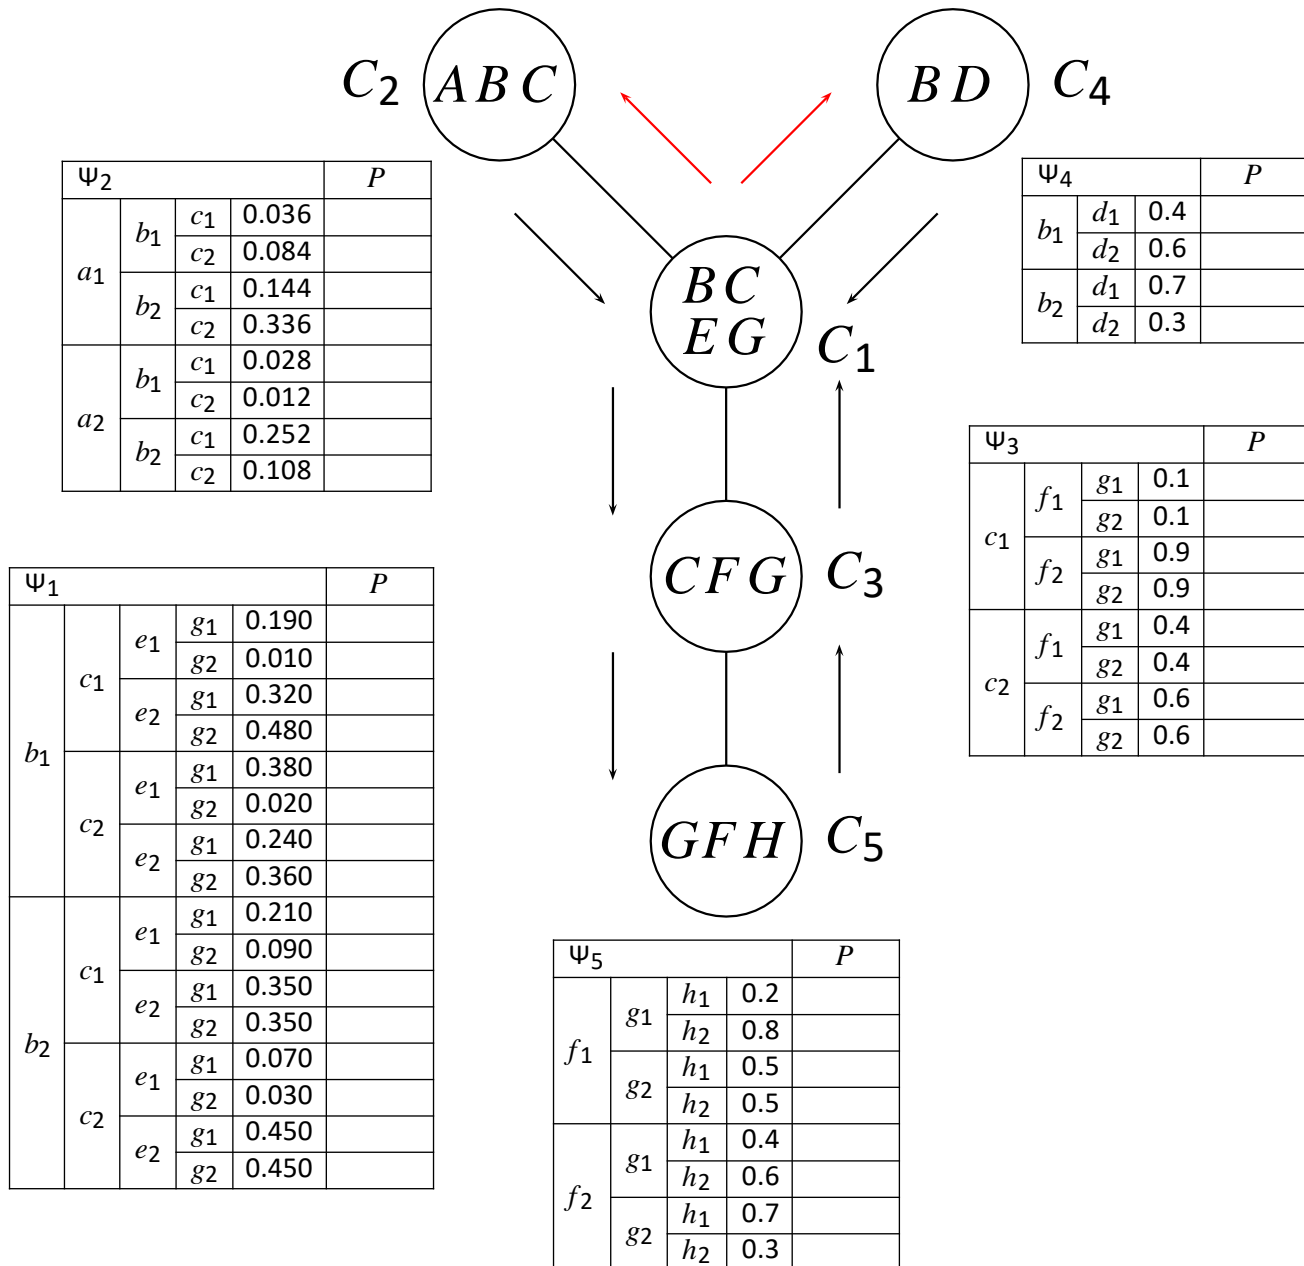 C2 ABC
BD C4
Ψ2 P
a1 b1 c1 0.036
c2 0.084
b2 c1 0.144
c2 0.336
a2 b1 c1 0.028
c2 0.012
b2 c1 0.252
c2 0.108
Ψ4 P
b1 d1 0.4
d2 0.6
b2 d1 0.7
d2 0.3
BC
EG
C1
Ψ3 P
c1 f1 g1 0.1
g2 0.1
f2 g1 0.9
g2 0.9
c2 f1 g1 0.4
g2 0.4
f2 g1 0.6
g2 0.6
CFG C3
Ψ1 P
b1 c1 e1 g1 0.190
g2 0.010
e2 g1 0.320
g2 0.480
c2 e1 g1 0.380
g2 0.020
e2 g1 0.240
g2 0.360
b2 c1 e1 g1 0.210
g2 0.090
e2 g1 0.350
g2 0.350
c2 e1 g1 0.070
g2 0.030
e2 g1 0.450
g2 0.450
GFH C5
Ψ5 P
f1 g1 h1 0.2
h2 0.8
g2 h1 0.5
h2 0.5
f2 g1 h1 0.4
h2 0.6
g2 h1 0.7
h2 0.3